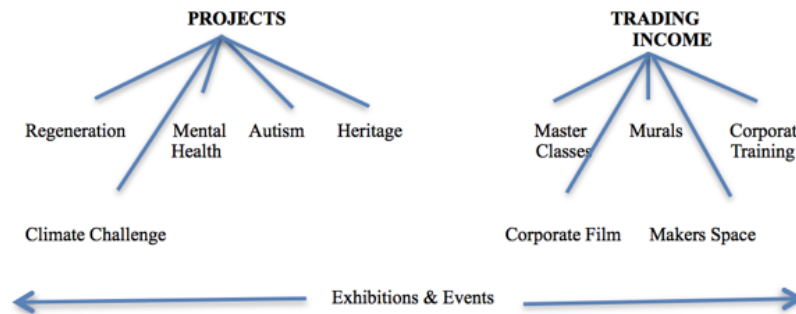 PROJECTS
TRADING
INCOME
Regeneration
Mental
Health
Autism
Heritage
Master
Classes
Murals
Corporat
Training
Climate Challenge
Corporate Film
Makers Space
Exhibitions & Events